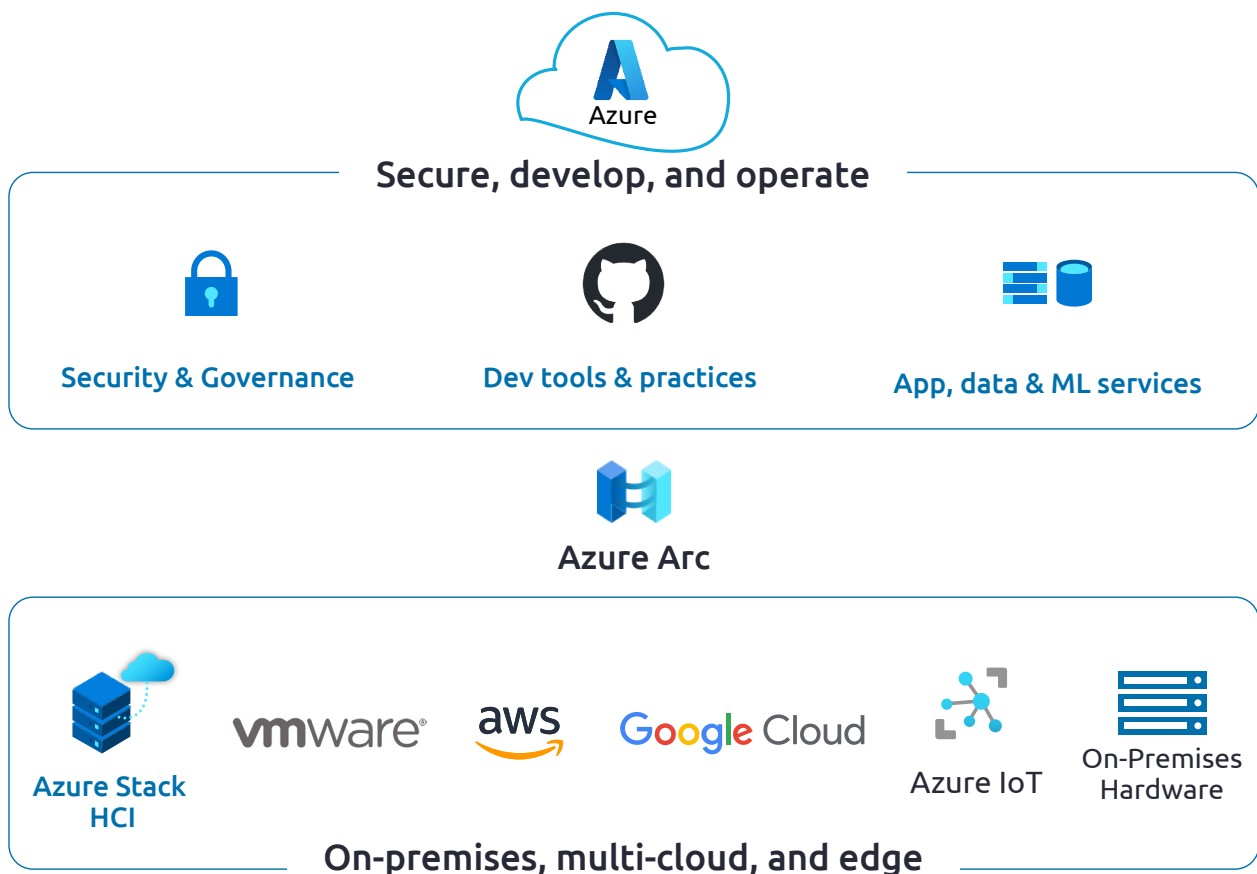 Azure
Secure, develop, and operate
Security & Governance
Dev tools & practices
App, data & ML services
Azure Arc
Azure Stack
HCI
vmware®
aws
Google Cloud
Azure IoT
On-Premises
Hardware
On-premises, multi-cloud, and edge